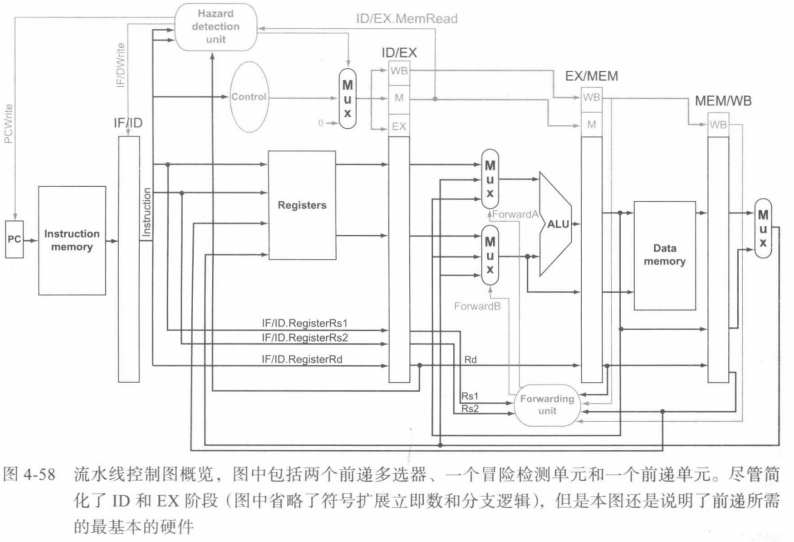 Hazard
detection
unit
ID/EX.MemRead
PCWrite
IF/DWrite
ID/EX
EX/MEM
MEM/WB
IF/ID
Control
Mux
0
WB
M
EX
WB
M
WB
PC
Instruction
memory
Instruction
Registers
Mux
Mux
ForwardA
ForwardB
ALU
Data
memory
Mux
IF/ID.RegisterRs1
IF/ID.RegisterRs2
IF/ID.RegisterRd
Rd
Rs1
Rs2
Forwarding
unit
图 4-58 流水线控制图概览，图中包括两个前递多选器、一个冒险检测单元和一个前递单元。尽管简
化了 ID 和 EX 阶段（图中省略了符号扩展立即数和分支逻辑），但是本图还是说明了前递所需
的最基本的硬件